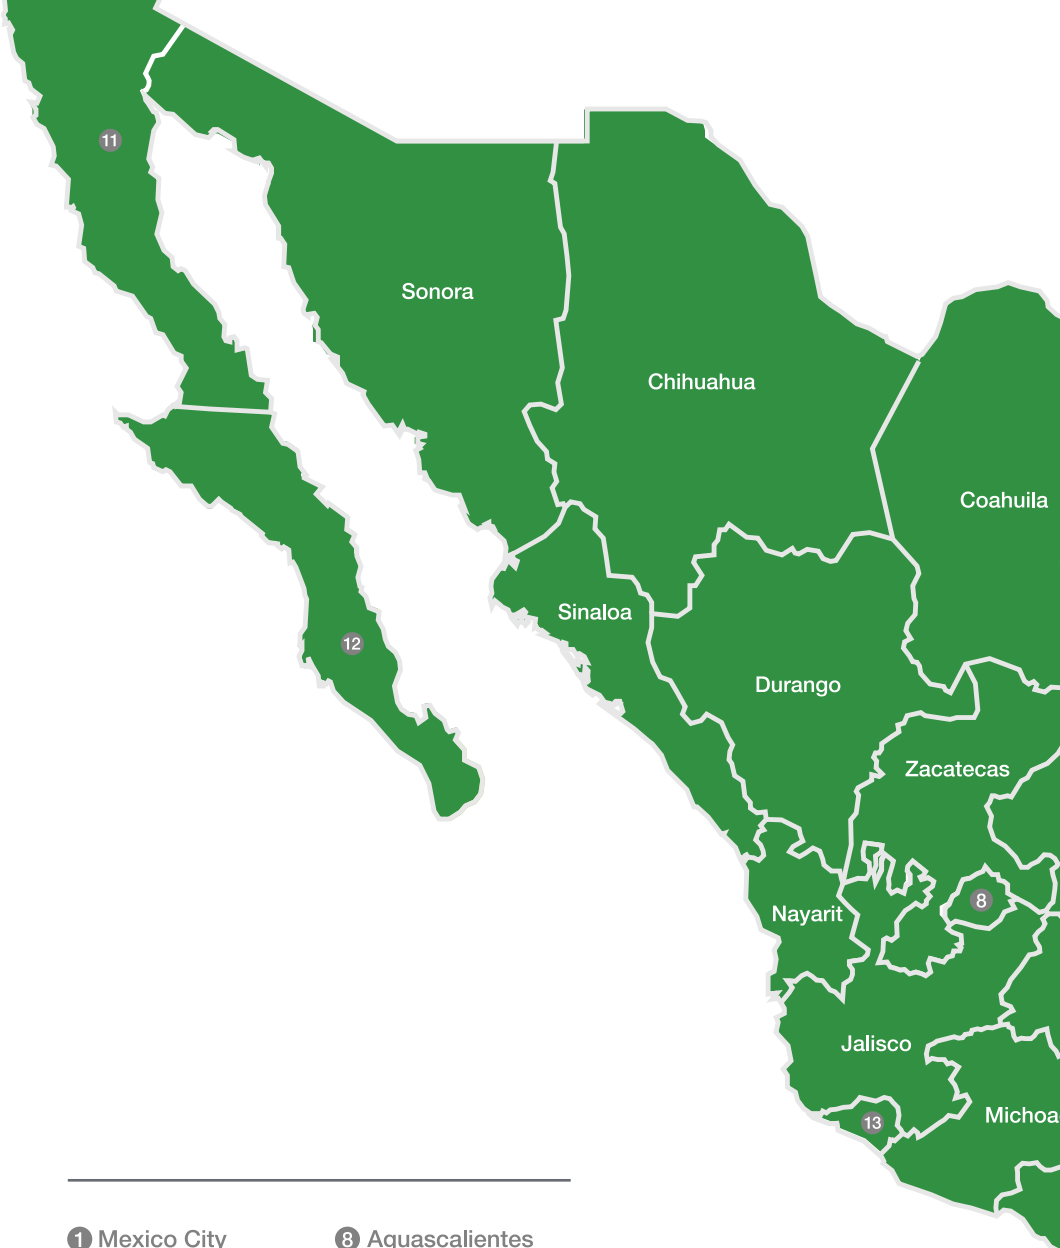 11
Sonora
Chihuahua
Coahuila
Sinaloa
12
Durango
Zacatecas
8
Nayarit
Jalisco
Michoa
13
1 Mexico City
8 Aguascalientes